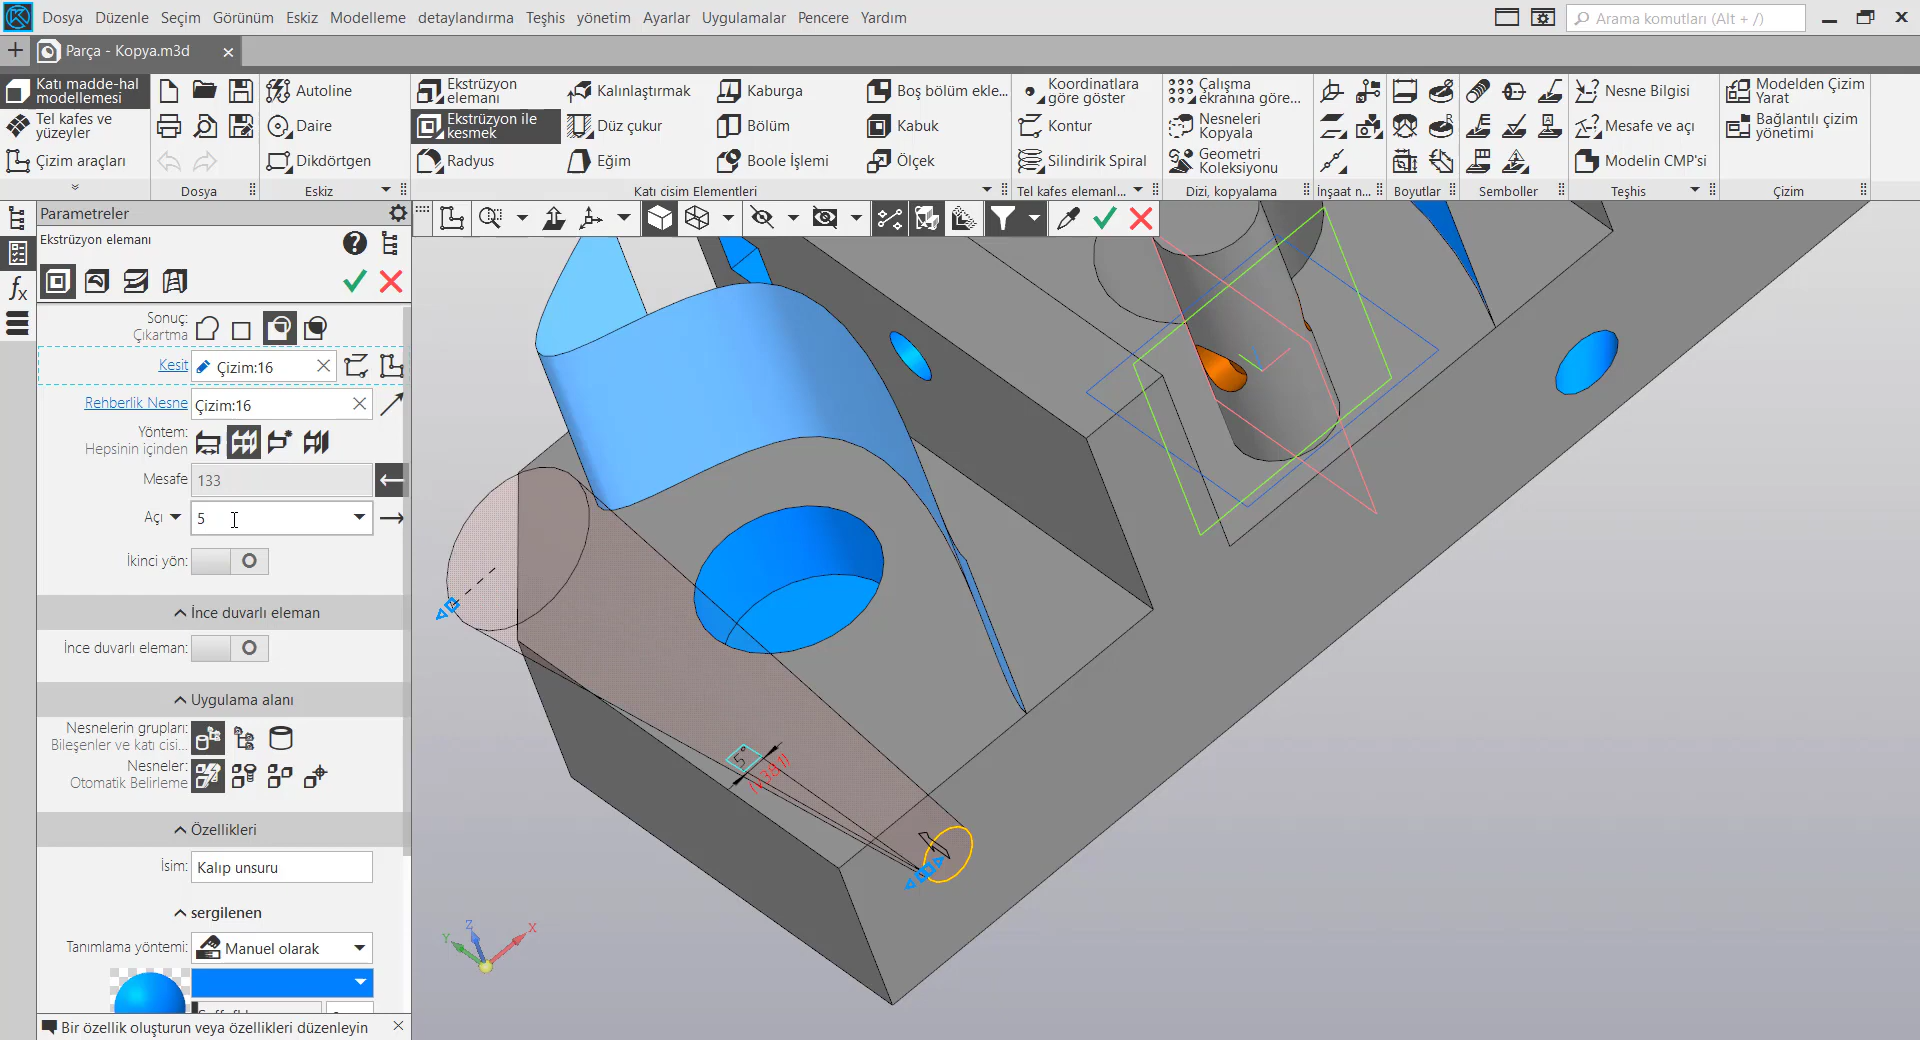 Dosya Düzenle Seçim Görünüm Eskiz Modelleme detaylandırma Teşhis yönetim Ayarlar Uygulamalar Pencere Yardım
Arama komutları (Alt + /)
Parça - Kopya.m3d
Katı madde-hal modellemesi
Tel kafes ve yüzeyler
Çizim araçları
Dosya
Autoline
Daire
Dikdörtgen
Eskiz
Ekstrüzyon elemanı
Ekstrüzyon ile kesmek
Radyus
Kalınlaştırmak
Düz çukur
Eğim
Kaburga
Bölüm
Boole İşlemi
Boş bölüm ekle...
Kabuk
Ölçek
Katı cisim Elementleri
Koordinatlara göre göster
Kontur
Silindirik Spiral
Tel kafes elemanl...
Çalışma ekranına göre...
Nesneleri Kopyala
Geometri Koleksiyonu
Dizi, kopyalama
İnşaat n...
Boyutlar
Semboller
Nesne Bilgisi
Mesafe ve açı
Modelin CMP'si
Teşhis
Modelden Çizim Yarat
Bağlantılı çizim yönetimi
Çizim
Parametreler
Ekstrüzyon elemanı
Sonuç:
Çıkartma
Kesit Çizim:16
Rehberlik Nesne Çizim:16
Yöntem:
Hepsinin içinden
Mesafe 133
Açı 5
İkinci yön:
İnce duvarlı eleman
İnce duvarlı eleman:
Uygulama alanı
Nesnelerin grupları:
Bileşenler ve katı cisi...
Nesneler:
Otomatik Belirleme
Özellikleri
İsim: Kalıp unsuru
sergilenen
Tanımlama yöntemi: Manuel olarak
Bir özellik oluşturun veya özellikleri düzenleyin
5°
Z
Y
X